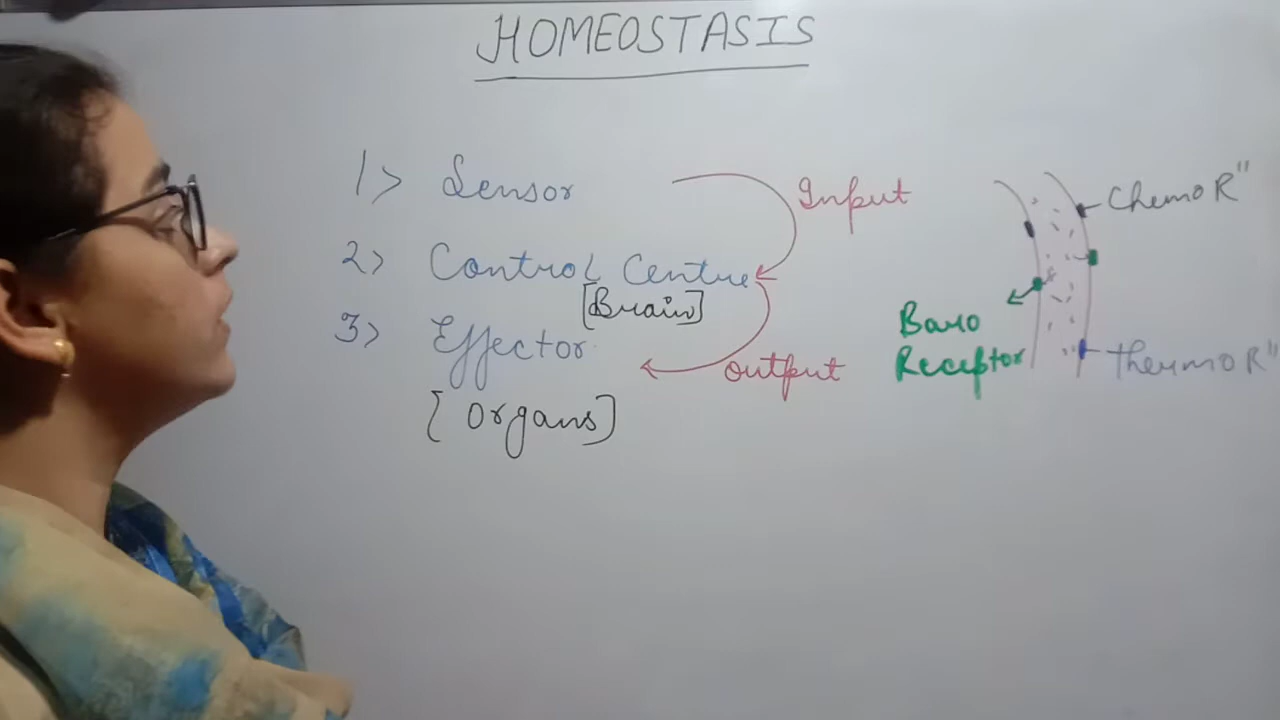 HOMEOSTASIS
1> Sensor
Input
2> Control Centre
[Brain]
3> Effector
output
[Organs]
Chemo R"
Baro
Receptor
thermo R"